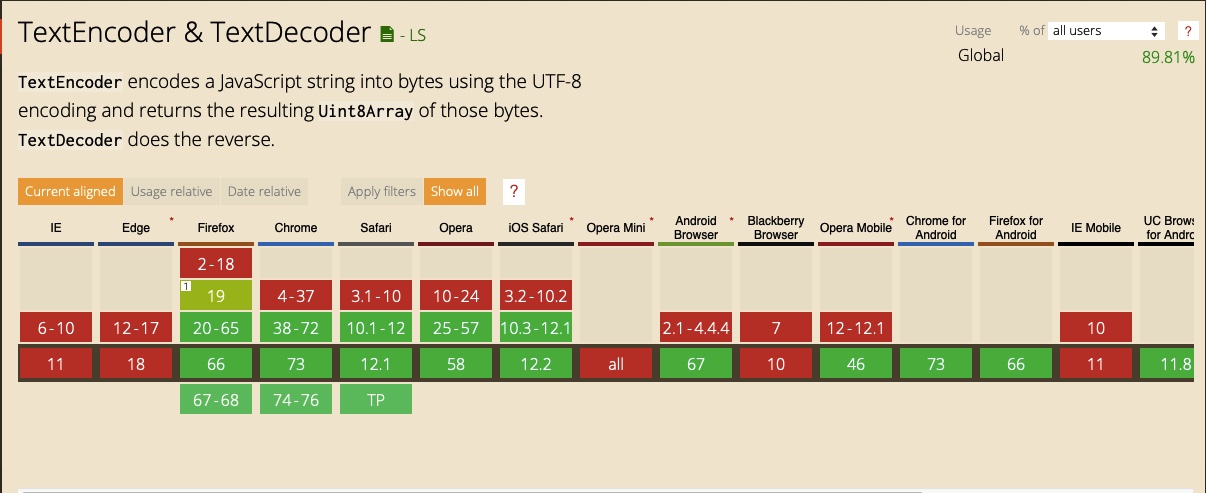 TextEncoder & TextDecoder - LS
Usage % of all users ?
Global 89.81%
TextEncoder encodes a JavaScript string into bytes using the UTF-8
encoding and returns the resulting Uint8Array of those bytes.
TextDecoder does the reverse.
Current aligned Usage relative Date relative Apply filters Show all ?
IE Edge * Firefox Chrome Safari Opera iOS Safari * Opera Mini * Android Browser * Blackberry Browser Opera Mobile * Chrome for Android Firefox for Android IE Mobile UC Brows for Andro
2-18
1 19 4-37 3.1-10 10-24 3.2-10.2
6-10 12-17 20-65 38-72 10.1-12 25-57 10.3-12.1 2.1-4.4.4 7 12-12.1 10
11 18 66 73 12.1 58 12.2 all 67 10 46 73 66 11 11.8
67-68 74-76 TP